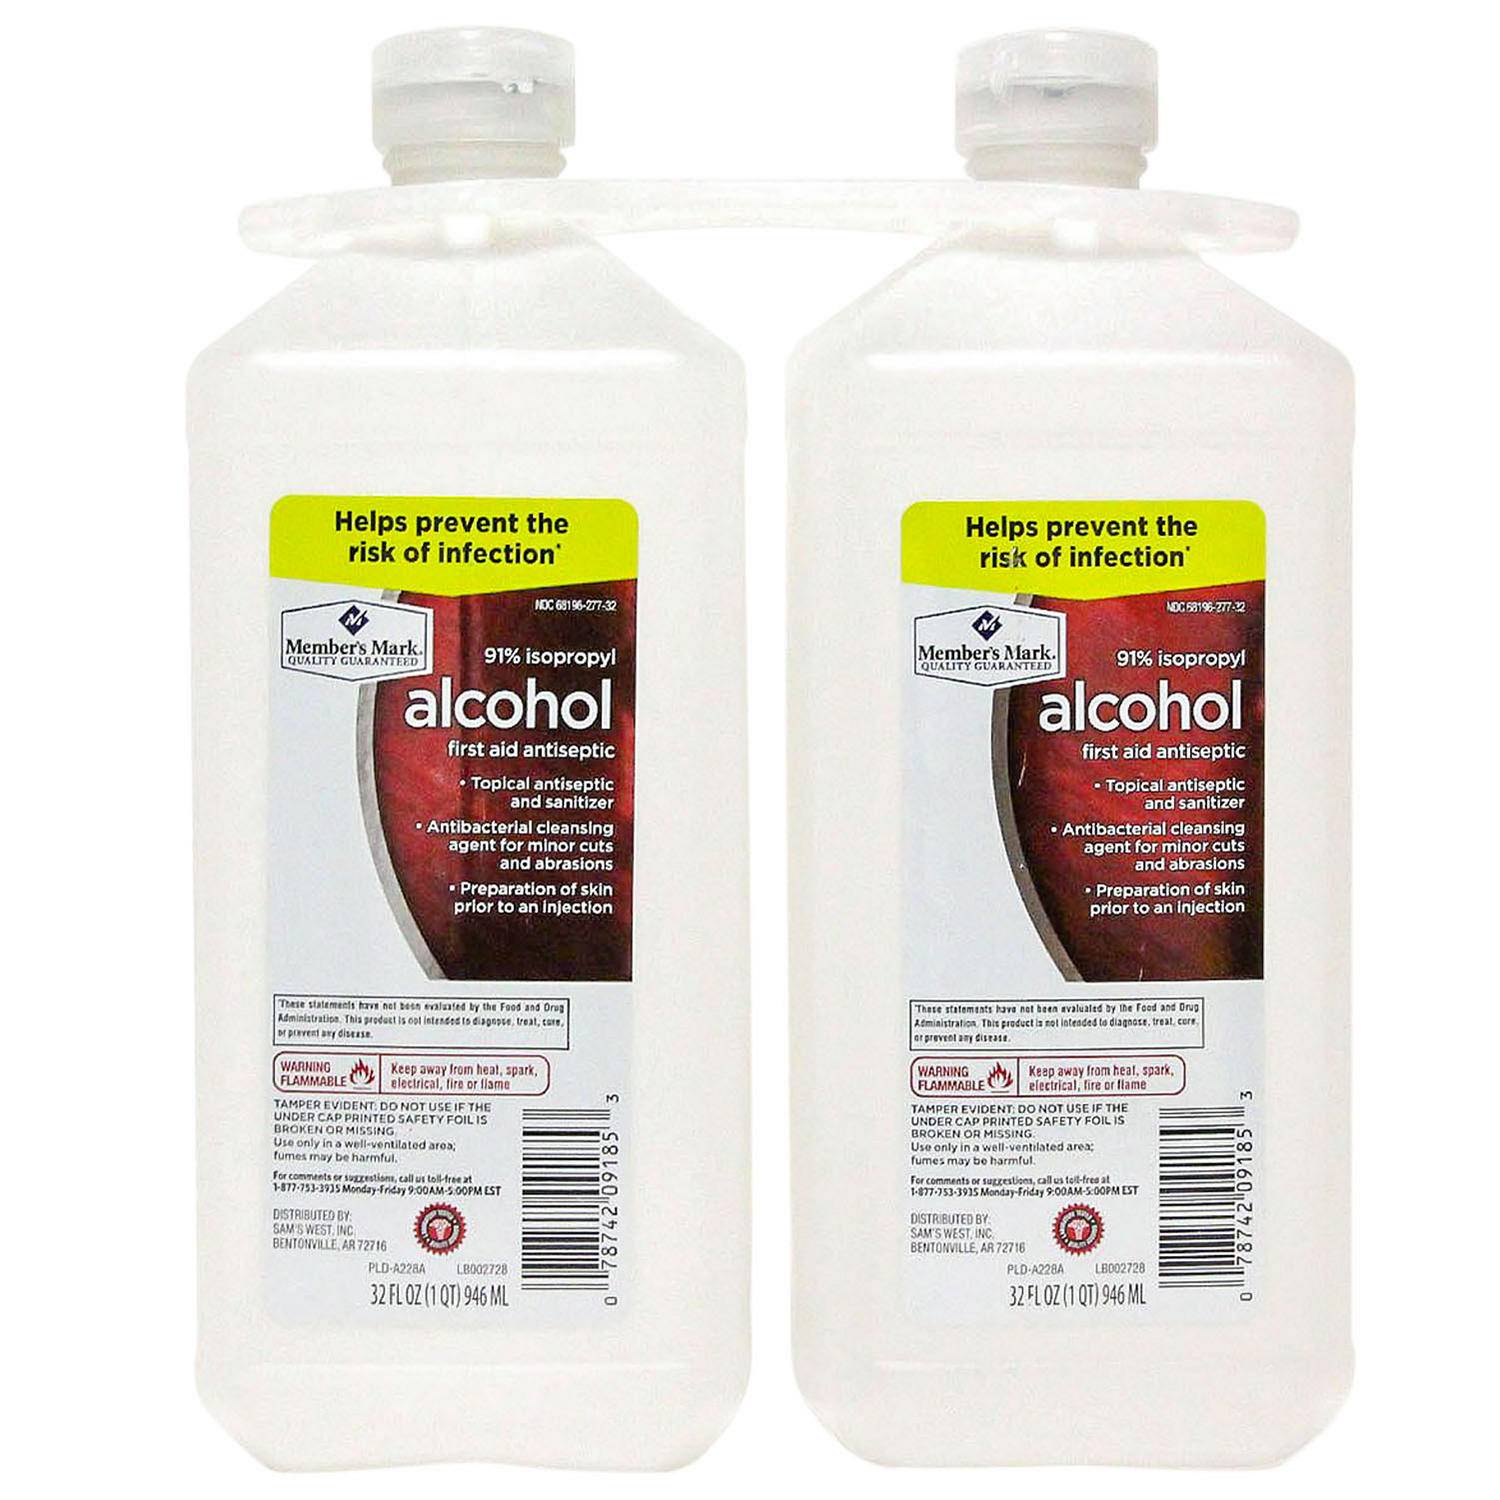 Helps prevent the
risk of infection*
NDC 68196-277-32
Member's Mark.
QUALITY GUARANTEED
91% isopropyl
alcohol
first aid antiseptic
• Topical antiseptic
and sanitizer
• Antibacterial cleansing
agent for minor cuts
and abrasions
• Preparation of skin
prior to an injection
*These statements have not been evaluated by the Food and Drug
Administration. This product is not intended to diagnose, treat, cure,
or prevent any disease.
WARNING
FLAMMABLE
Keep away from heat, spark,
electrical, fire or flame
TAMPER EVIDENT: DO NOT USE IF THE
UNDER CAP PRINTED SAFETY FOIL IS
BROKEN OR MISSING.
Use only in a well-ventilated area;
fumes may be harmful.
For comments or suggestions, call us toll-free at
1-877-753-3935 Monday-Friday 9:00AM-5:00PM EST
DISTRIBUTED BY:
SAM'S WEST, INC.
BENTONVILLE, AR 72716
PLD-A228A LB002728
32 FL OZ (1 QT) 946 ML
0 78742 09185 3
Helps prevent the
risk of infection*
NDC 68196-277-32
Member's Mark.
QUALITY GUARANTEED
91% isopropyl
alcohol
first aid antiseptic
• Topical antiseptic
and sanitizer
• Antibacterial cleansing
agent for minor cuts
and abrasions
• Preparation of skin
prior to an injection
*These statements have not been evaluated by the Food and Drug
Administration. This product is not intended to diagnose, treat, cure,
or prevent any disease.
WARNING
FLAMMABLE
Keep away from heat, spark,
electrical, fire or flame
TAMPER EVIDENT: DO NOT USE IF THE
UNDER CAP PRINTED SAFETY FOIL IS
BROKEN OR MISSING.
Use only in a well-ventilated area;
fumes may be harmful.
For comments or suggestions, call us toll-free at
1-877-753-3935 Monday-Friday 9:00AM-5:00PM EST
DISTRIBUTED BY:
SAM'S WEST, INC.
BENTONVILLE, AR 72716
PLD-A228A LB002728
32 FL OZ (1 QT) 946 ML
0 78742 09185 3